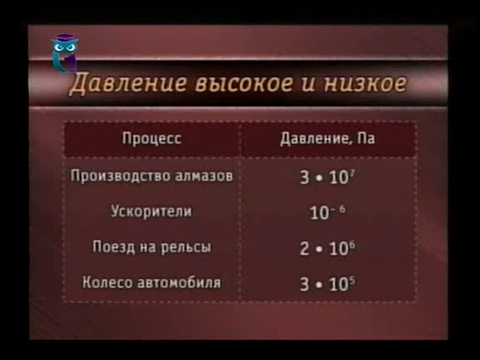 Давление высокое и низкое
Процесс Давление, Па
Производство алмазов 3 • 10⁷
Ускорители 10⁻ ⁶
Поезд на рельсы 2 • 10⁶
Колесо автомобиля 3 • 10⁵